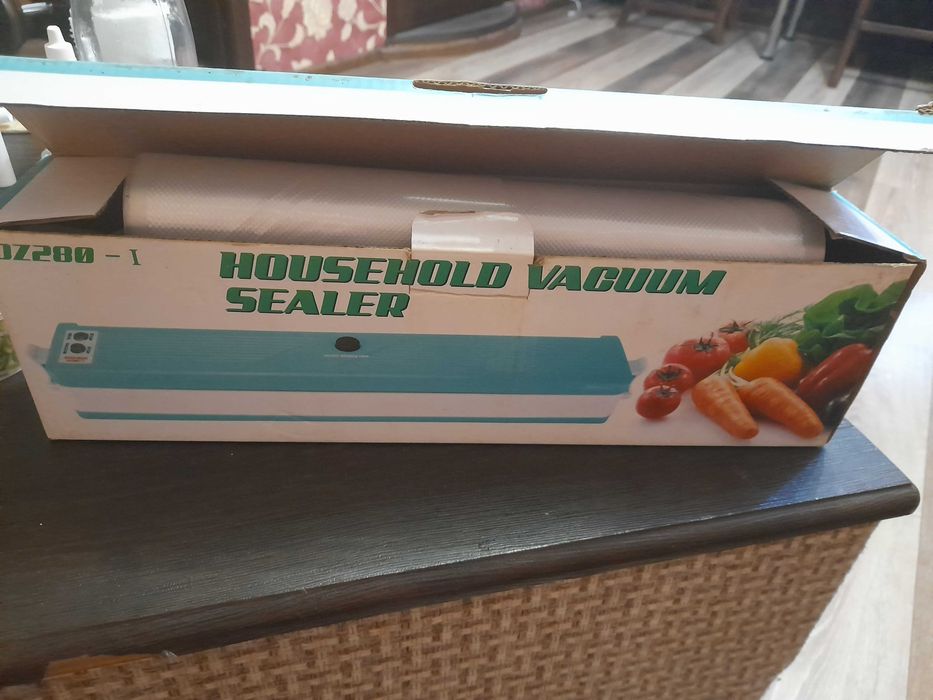 DZ280 - I
HOUSEHOLD VACUUM
SEALER